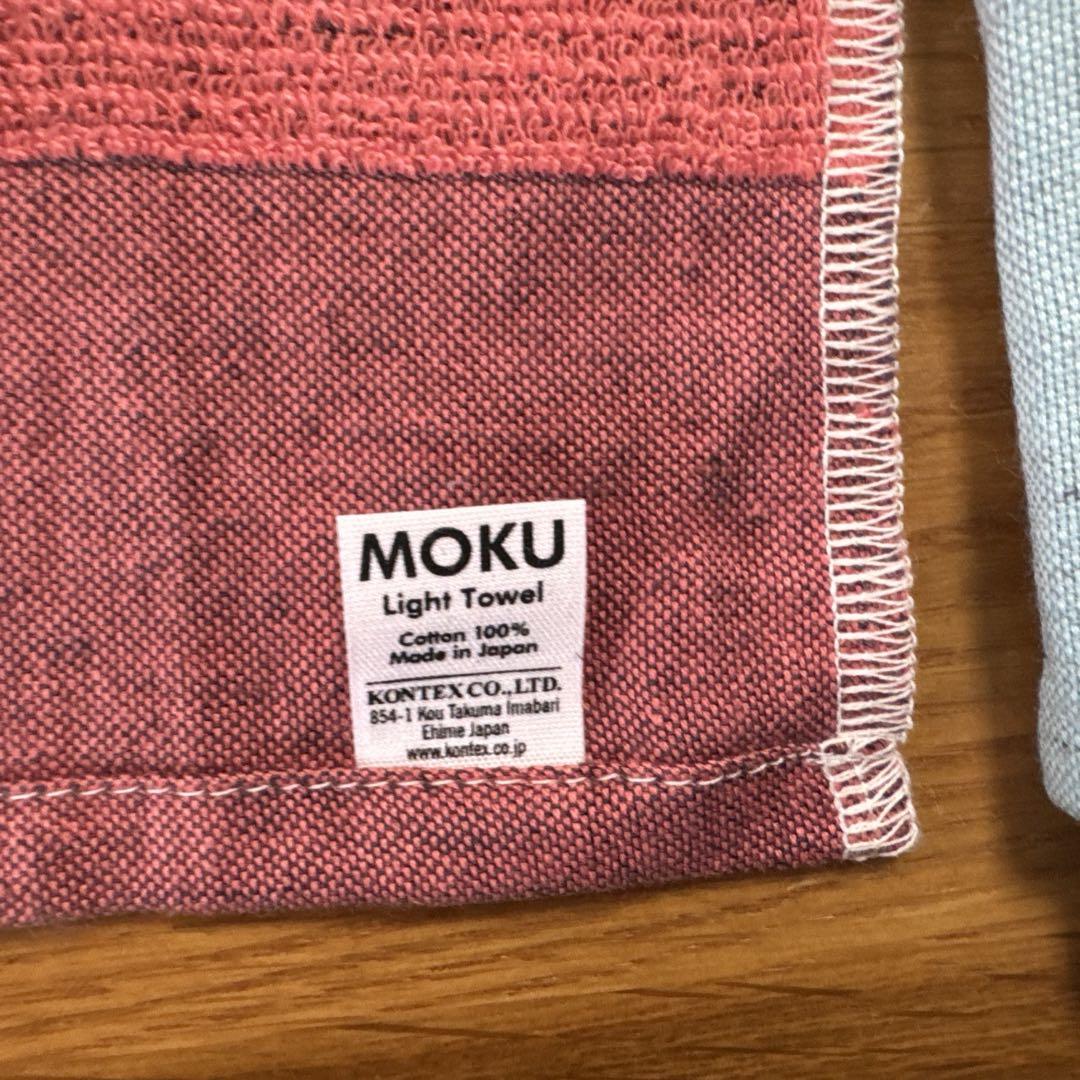 MOKU
Light Towel
Cotton 100%
Made in Japan
KONTEX CO.,LTD.
854-1 Kou Takuma Imabari
Ehime Japan
www.kontex.co.jp